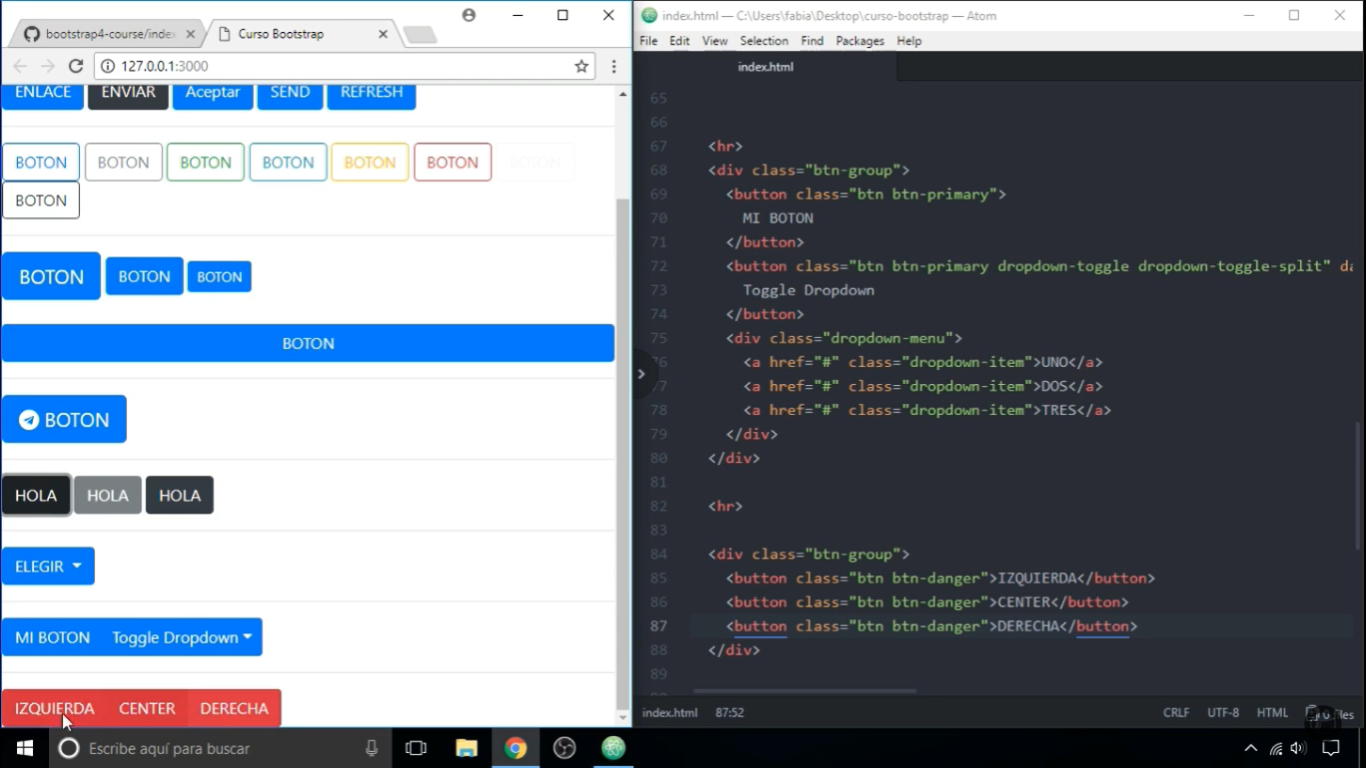 bootstrap4-course/index
Curso Bootstrap
127.0.0.1:3000
ENLACE ENVIAR Aceptar SEND REFRESH
BOTON BOTON BOTON BOTON BOTON BOTON BOTON
BOTON
BOTON BOTON BOTON
BOTON
BOTON
HOLA HOLA HOLA
ELEGIR
MI BOTON Toggle Dropdown
IZQUIERDA CENTER DERECHA
index.html — C:\Users\fabia\Desktop\curso-bootstrap — Atom
File Edit View Selection Find Packages Help
index.html
65
66
67 <hr>
68 <div class="btn-group">
69 <button class="btn btn-primary">
70 MI BOTON
71 </button>
72 <button class="btn btn-primary dropdown-toggle dropdown-toggle-split" da
73 Toggle Dropdown
74 </button>
75 <div class="dropdown-menu">
76 <a href="#" class="dropdown-item">UNO</a>
77 <a href="#" class="dropdown-item">DOS</a>
78 <a href="#" class="dropdown-item">TRES</a>
79 </div>
80 </div>
81
82 <hr>
83
84 <div class="btn-group">
85 <button class="btn btn-danger">IZQUIERDA</button>
86 <button class="btn btn-danger">CENTER</button>
87 <button class="btn btn-danger">DERECHA</button>
88 </div>
89
index.html 87:52 CRLF UTF-8 HTML
Escribe aquí para buscar